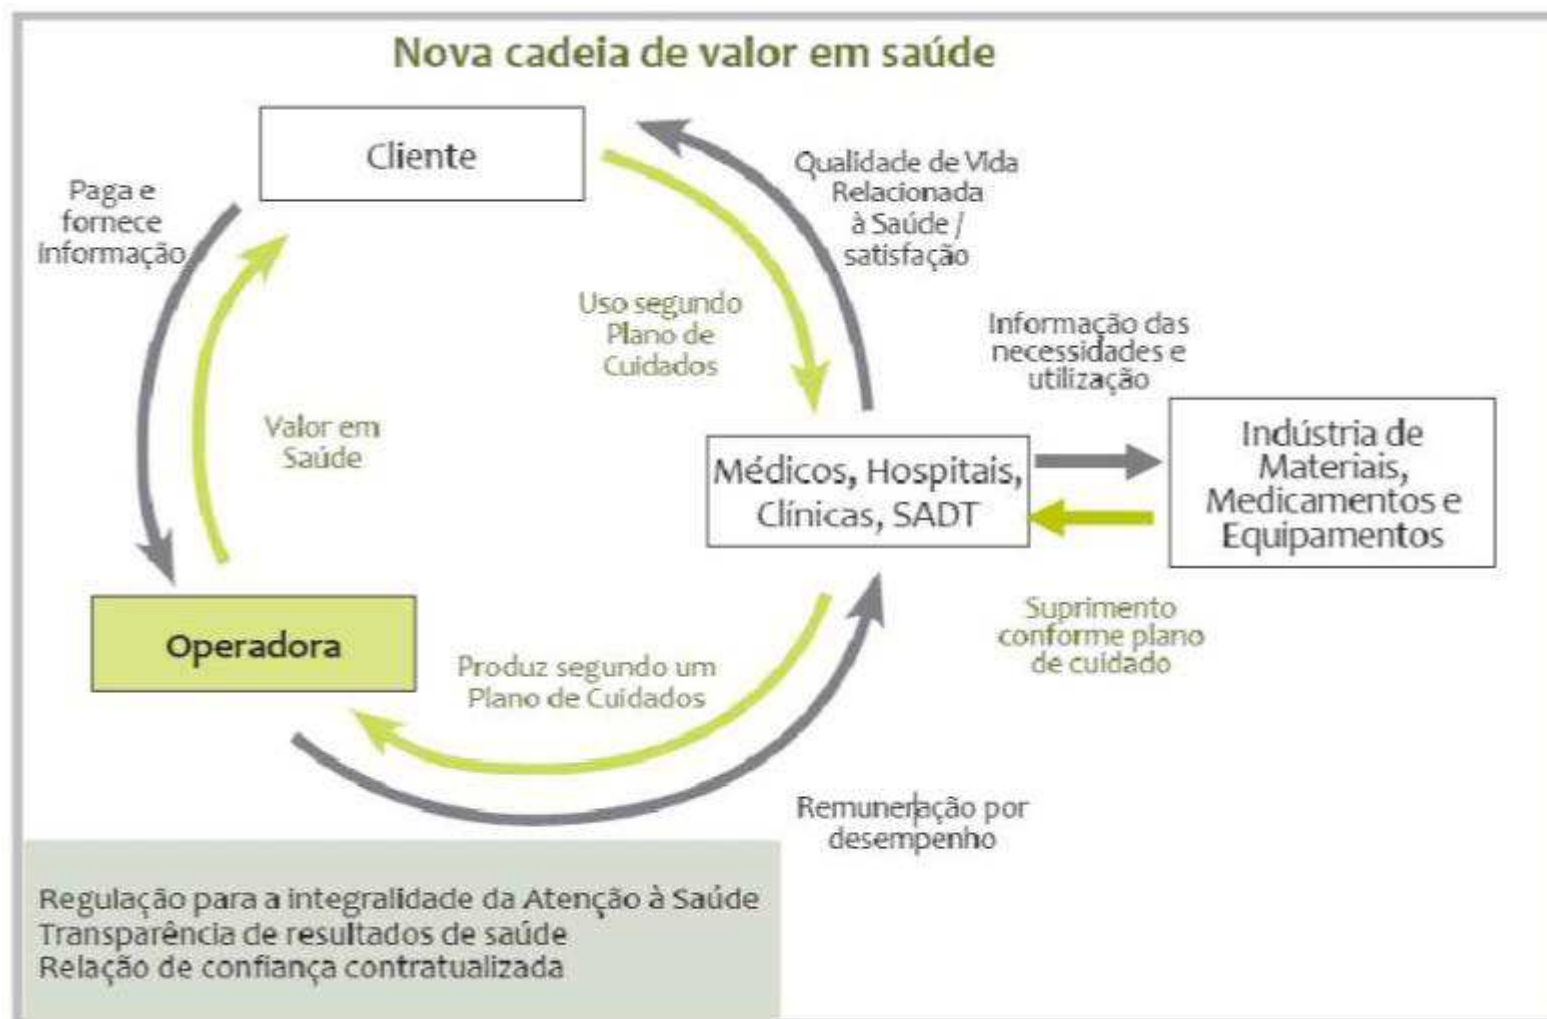 Nova cadeia de valor em saúde
Cliente
Paga e
fornece
informação
Qualidade de Vida
Relacionada
à Saúde /
satisfação
Uso segundo
Plano de
Cuidados
Valor em
Saúde
Informação das
necessidades e
utilização
Médicos, Hospitais,
Clínicas, SADT
Indústria de
Materiais,
Medicamentos e
Equipamentos
Operadora
Produz segundo um
Plano de Cuidados
Suprimento
conforme plano
de cuidado
Remuneração por
desempenho
Regulação para a integralidade da Atenção à Saúde
Transparência de resultados de saúde
Relação de confiança contratualizada